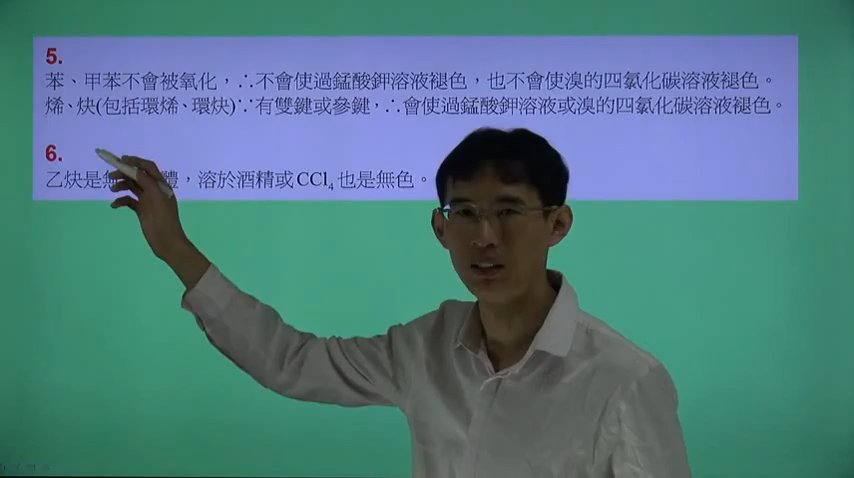 5.
苯、甲苯不會被氧化，∴不會使過錳酸鉀溶液褪色，也不會使溴的四氯化碳溶液褪色。
烯、炔(包括環烯、環炔)∵有雙鍵或參鍵，∴會使過錳酸鉀溶液或溴的四氯化碳溶液褪色。
6.
乙炔是無 體，溶於酒精或CCl₄也是無色。